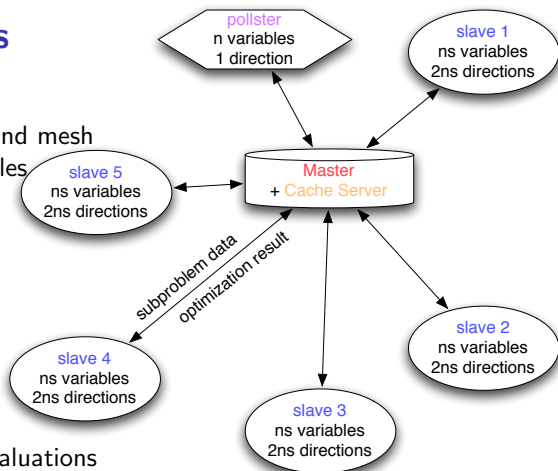 s
pollster
n variables
1 direction
slave 1
ns variables
2ns directions
nd mesh
les
slave 5
ns variables
2ns directions
Master
+ Cache Server
subproblem data
optimization result
slave 2
ns variables
2ns directions
slave 4
ns variables
2ns directions
slave 3
ns variables
2ns directions
aluations